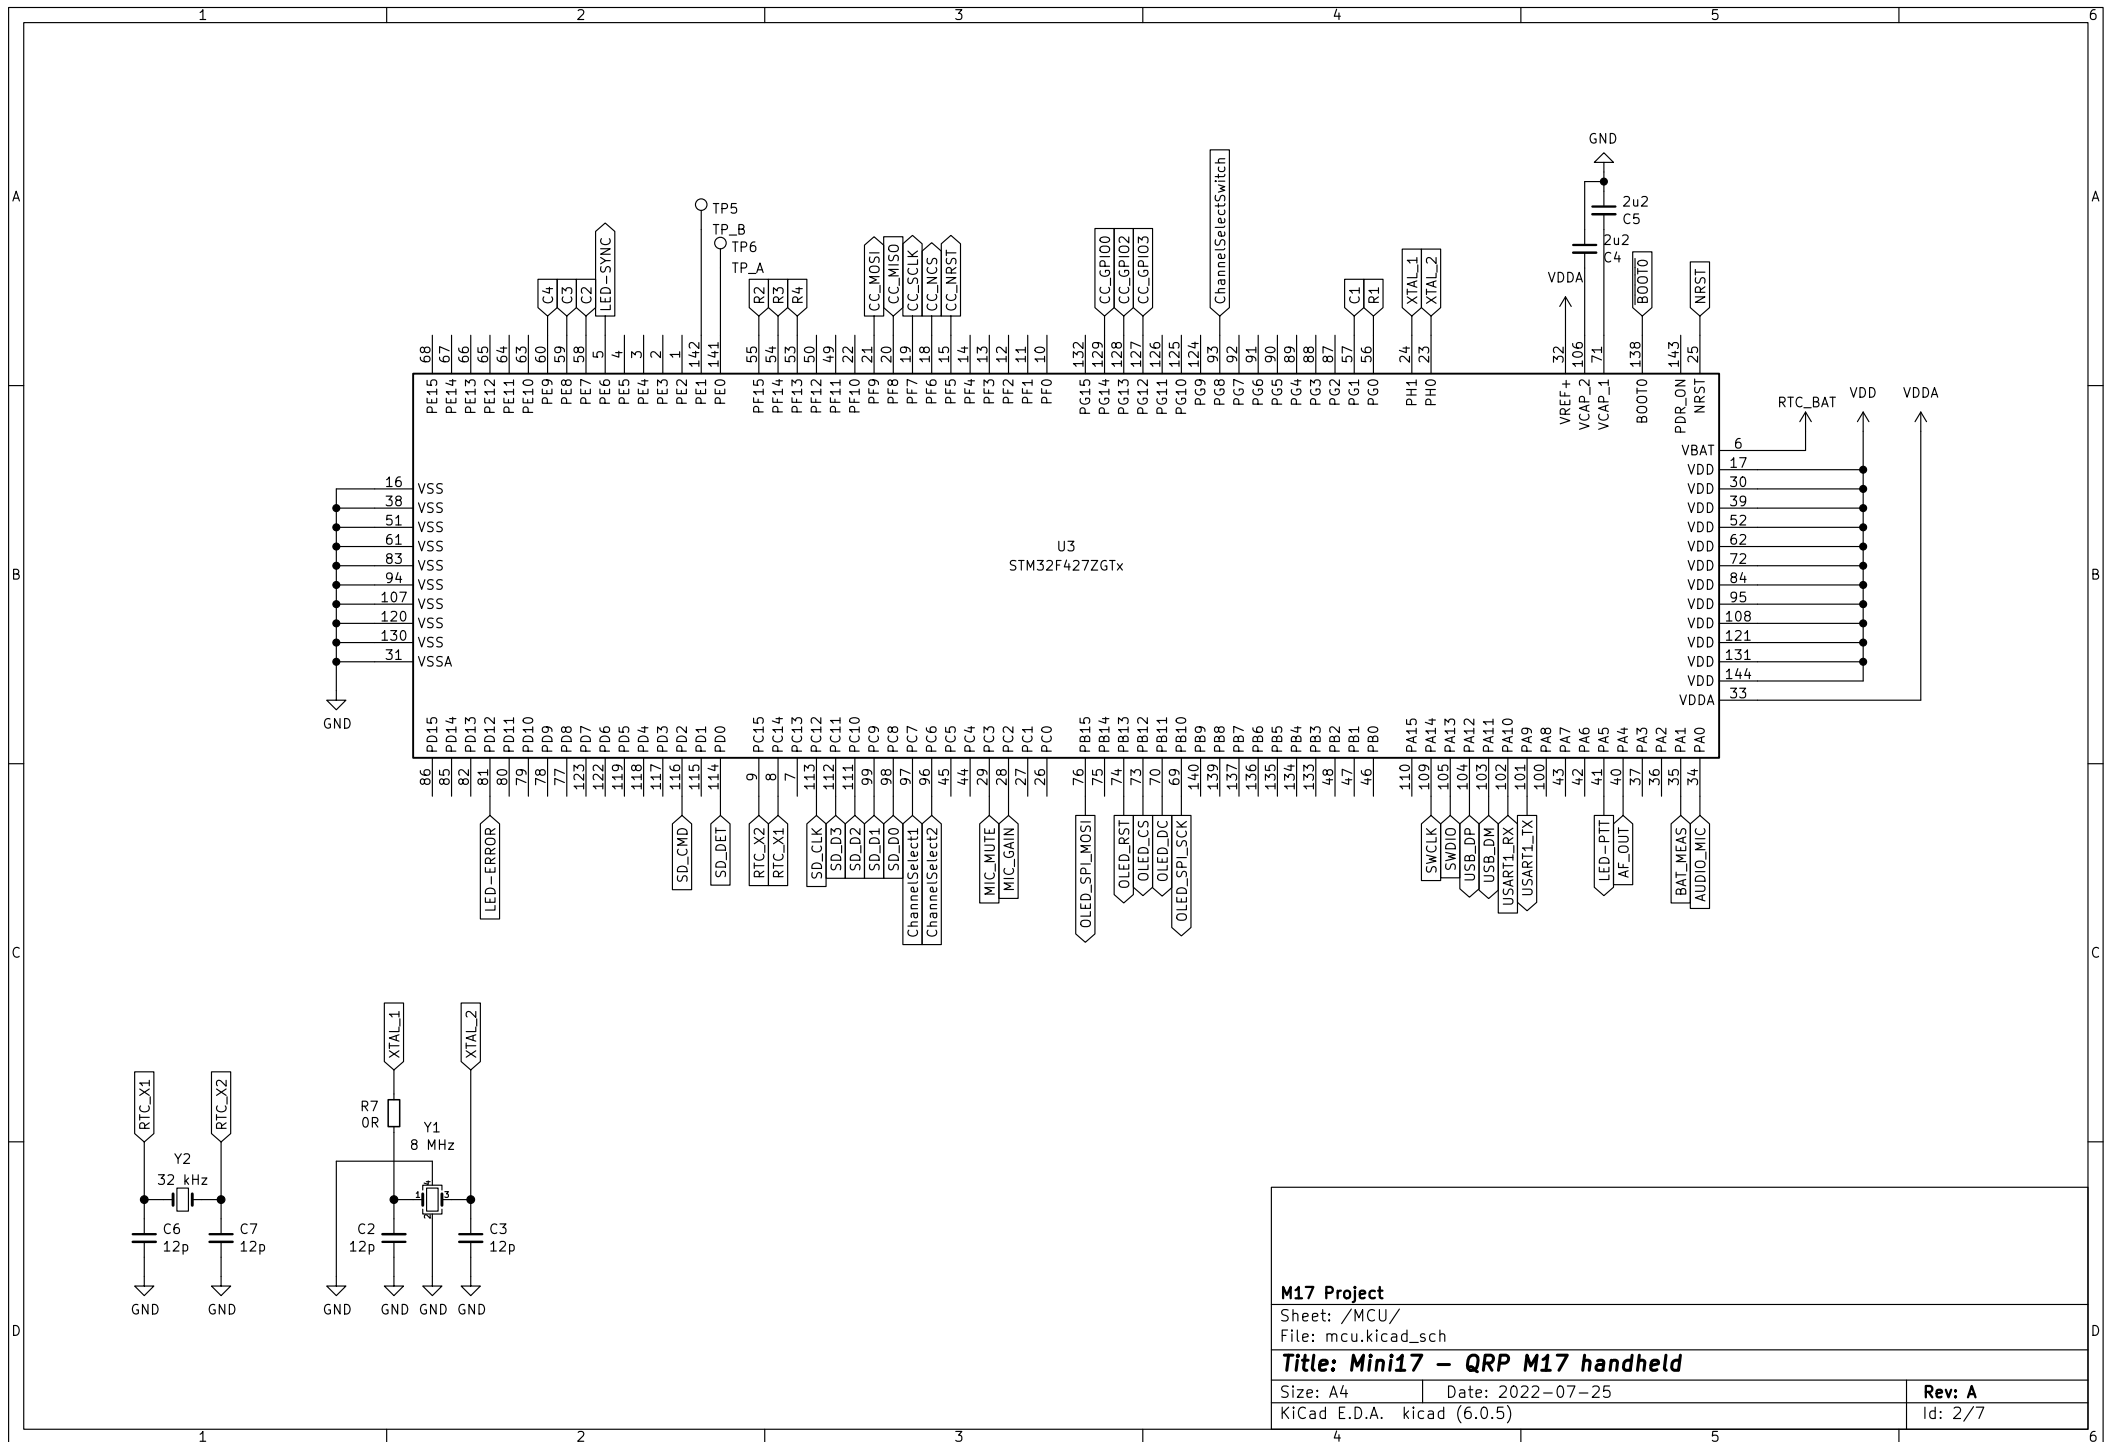 1 2 3 4 5 6
A
B
C
D
A
B
C
D
GND
2u2
C5
2u2
C4
VDDA
ChannelSelectSwitch
TP5
TP_B
TP6
TP_A
C4 C3 C2 LED-SYNC
R2 R3 R4
CC_MOSI CC_MISO CC_SCLK CC_NCS CC_NRST
CC_GPIO0 CC_GPIO2 CC_GPIO3
C1 R1
XTAL_1 XTAL_2
BOOT0
NRST
68 67 66 65 64 63 60 59 58 5 4 3 2 1 142 141
55 54 53 50 49 22 21 20 19 18 15 14 13 12 11 10
132 129 128 127 126 125 124 93 92 91 90 89 88 87 57 56
24 23
32 106 71 138 143 25
PE15 PE14 PE13 PE12 PE11 PE10 PE9 PE8 PE7 PE6 PE5 PE4 PE3 PE2 PE1 PE0
PF15 PF14 PF13 PF12 PF11 PF10 PF9 PF8 PF7 PF6 PF5 PF4 PF3 PF2 PF1 PF0
PG15 PG14 PG13 PG12 PG11 PG10 PG9 PG8 PG7 PG6 PG5 PG4 PG3 PG2 PG1 PG0
PH1 PH0
VREF+ VCAP_2 VCAP_1 BOOT0 PDR_ON NRST
RTC_BAT VDD VDDA
16 VSS
38 VSS
51 VSS
61 VSS
83 VSS
94 VSS
107 VSS
120 VSS
130 VSS
31 VSSA
GND
U3
STM32F427ZGTx
VBAT 6
VDD 17
VDD 30
VDD 39
VDD 52
VDD 62
VDD 72
VDD 84
VDD 95
VDD 108
VDD 121
VDD 131
VDD 144
VDDA 33
PD15 PD14 PD13 PD12 PD11 PD10 PD9 PD8 PD7 PD6 PD5 PD4 PD3 PD2 PD1 PD0
PC15 PC14 PC13 PC12 PC11 PC10 PC9 PC8 PC7 PC6 PC5 PC4 PC3 PC2 PC1 PC0
PB15 PB14 PB13 PB12 PB11 PB10 PB9 PB8 PB7 PB6 PB5 PB4 PB3 PB2 PB1 PB0
PA15 PA14 PA13 PA12 PA11 PA10 PA9 PA8 PA7 PA6 PA5 PA4 PA3 PA2 PA1 PA0
86 85 82 81 80 79 78 77 123 122 119 118 117 116 115 114
9 8 7 113 112 111 99 98 97 96 45 44 29 28 27 26
76 75 74 73 70 69 140 139 137 136 135 134 133 48 47 46
110 109 105 104 103 102 101 100 43 42 41 40 37 36 35 34
LED-ERROR
SD_CMD
SD_DET
RTC_X2 RTC_X1
SD_CLK SD_D3 SD_D2 SD_D1 SD_D0 ChannelSelect1 ChannelSelect2
MIC_MUTE MIC_GAIN
OLED_SPI_MOSI
OLED_RST OLED_CS OLED_DC OLED_SPI_SCK
SWCLK SWDIO USB_DP USB_DM USART1_RX USART1_TX
LED-PTT AF_OUT
BAT_MEAS AUDIO_MIC
RTC_X1 RTC_X2
Y2
32 kHz
C6
12p
C7
12p
GND GND
XTAL_1 XTAL_2
R7
0R
Y1
8 MHz
1 2 3 4
C2
12p
C3
12p
GND GND GND GND
M17 Project
Sheet: /MCU/
File: mcu.kicad_sch
Title: Mini17 – QRP M17 handheld
Size: A4 Date: 2022-07-25 Rev: A
KiCad E.D.A. kicad (6.0.5) Id: 2/7
1 2 3 4 5 6